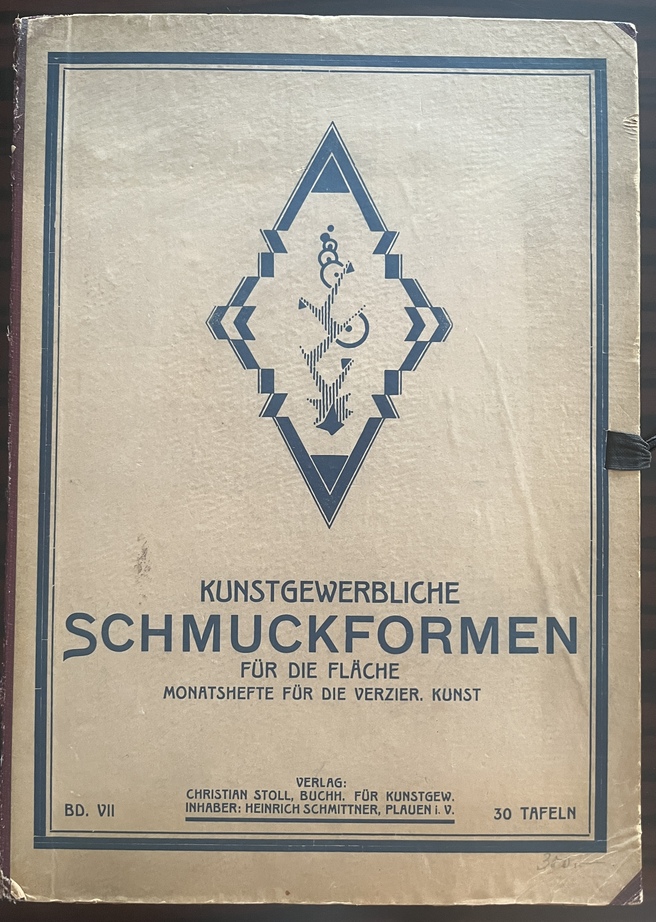 KUNSTGEWERBLICHE
SCHMUCKFORMEN
FÜR DIE FLÄCHE
MONATSHEFTE FÜR DIE VERZIER. KUNST
VERLAG:
CHRISTIAN STOLL, BUCHH. FÜR KUNSTGEW.
INHABER: HEINRICH SCHMITTNER, PLAUEN i. V.
BD. VII
30 TAFELN